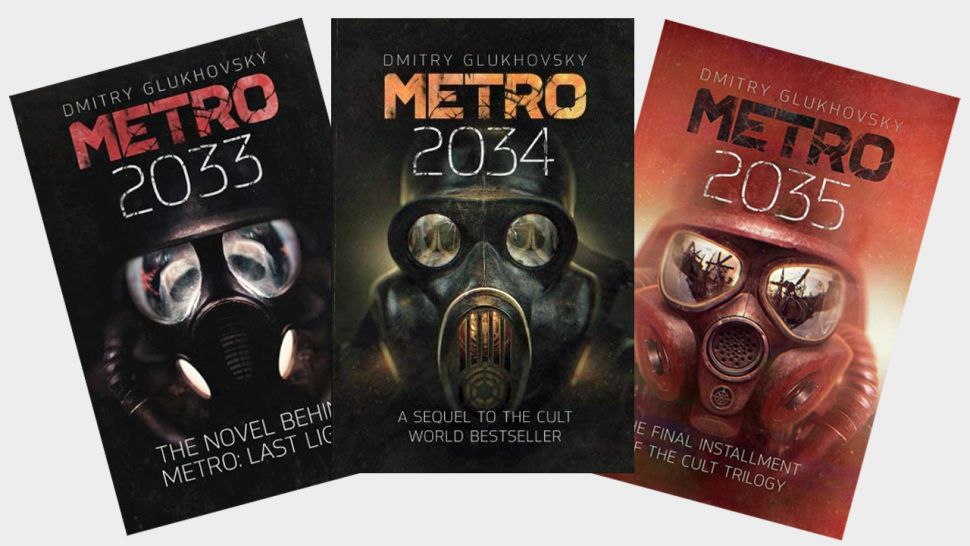 DMITRY GLUKHOVSKY
METRO
2033
THE NOVEL BEHIN
METRO: LAST LIG
DMITRY GLUKHOVSKY
METRO
2034
A SEQUEL TO THE CULT
WORLD BESTSELLER
DMITRY GLUKHOVSKY
METRO
2035
HE FINAL INSTALLMENT
F THE CULT TRILOGY